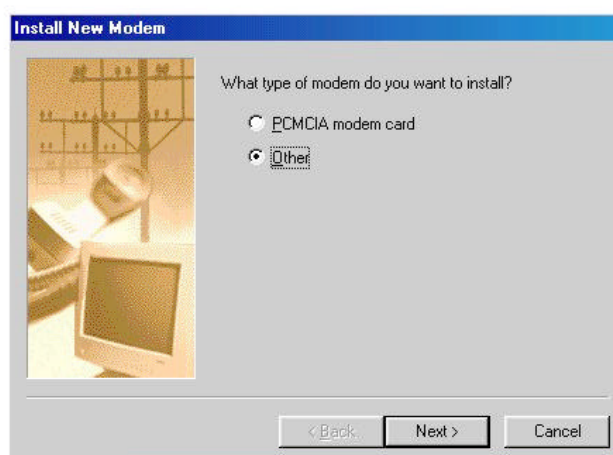 Install New Modem
What type of modem do you want to install?
PCMCIA modem card
Other
< Back
Next >
Cancel